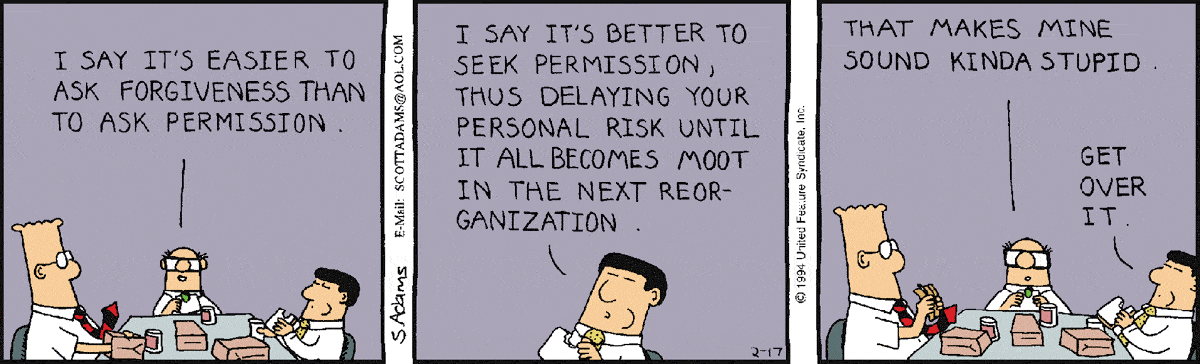 I SAY IT'S EASIER TO
ASK FORGIVENESS THAN
TO ASK PERMISSION.
S Adams
E-Mail: SCOTTADAMS@AOL.COM
I SAY IT'S BETTER TO
SEEK PERMISSION,
THUS DELAYING YOUR
PERSONAL RISK UNTIL
IT ALL BECOMES MOOT
IN THE NEXT REOR-
GANIZATION.
2-17
© 1994 United Feature Syndicate, Inc.
THAT MAKES MINE
SOUND KINDA STUPID.
GET
OVER
IT.